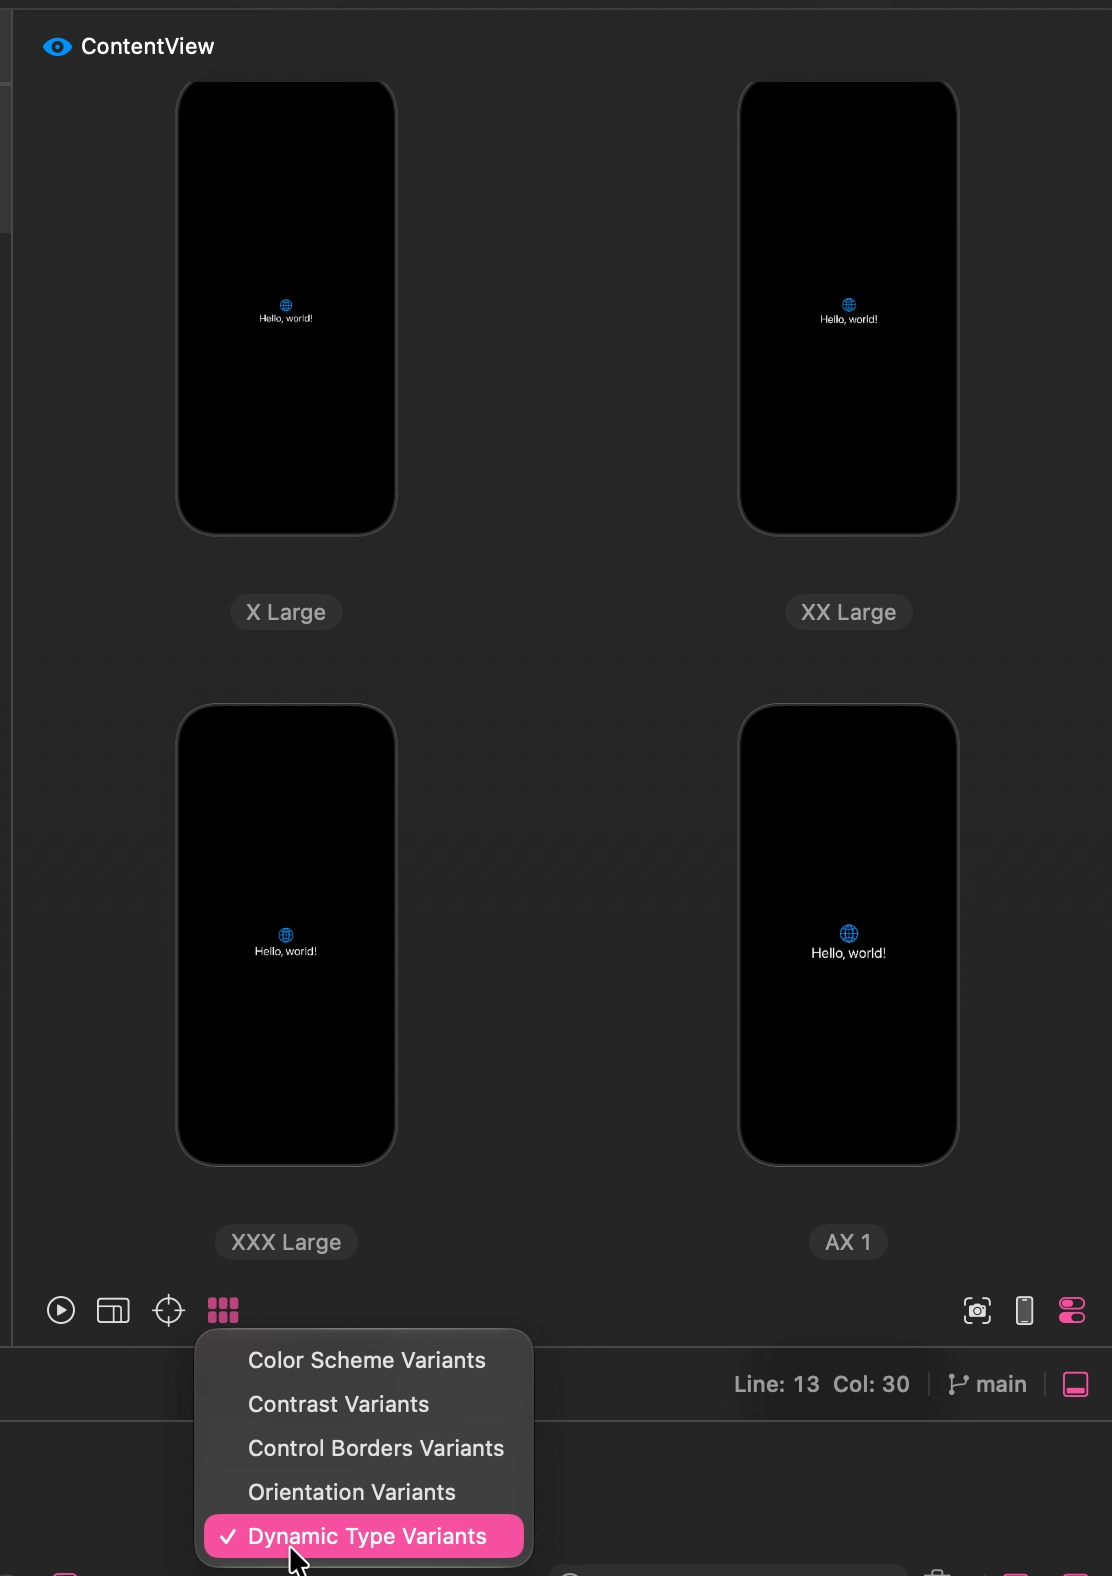 ContentView
Hello, world!
Hello, world!
X Large
XX Large
Hello, world!
Hello, world!
XXX Large
AX 1
Color Scheme Variants
Contrast Variants
Control Borders Variants
Orientation Variants
✓ Dynamic Type Variants
Line: 13 Col: 30
main